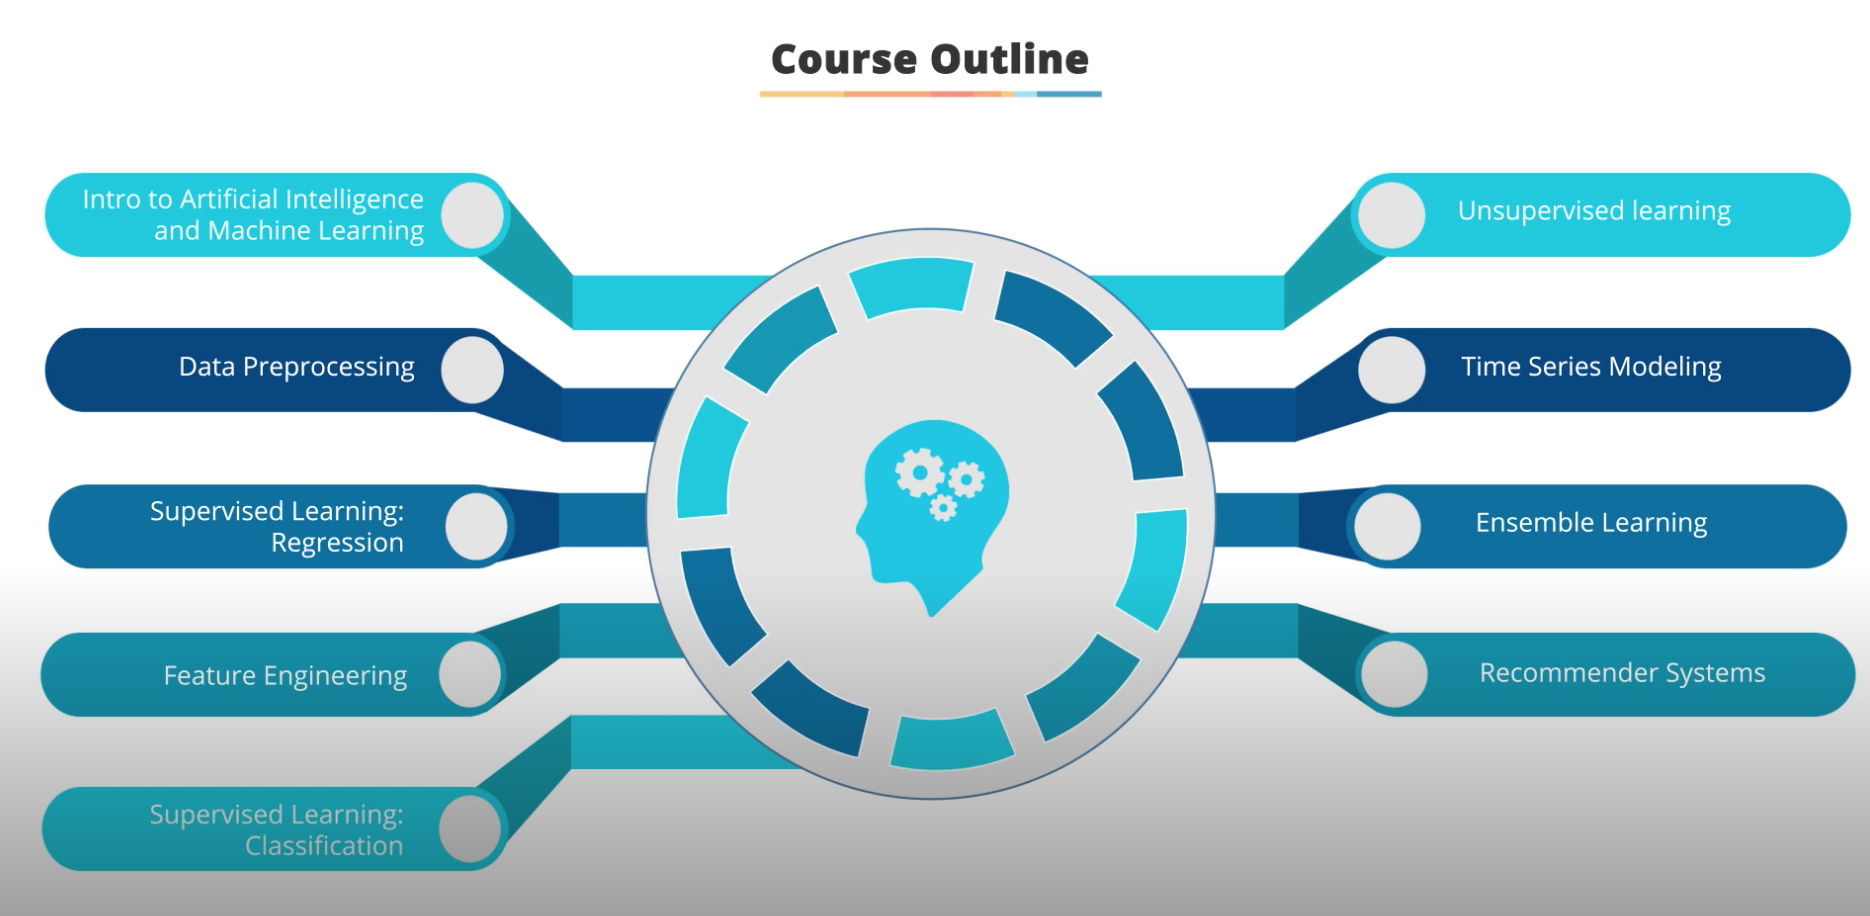 Course Outline
Intro to Artificial Intelligence
and Machine Learning
Data Preprocessing
Supervised Learning:
Regression
Feature Engineering
Supervised Learning:
Classification
Unsupervised learning
Time Series Modeling
Ensemble Learning
Recommender Systems